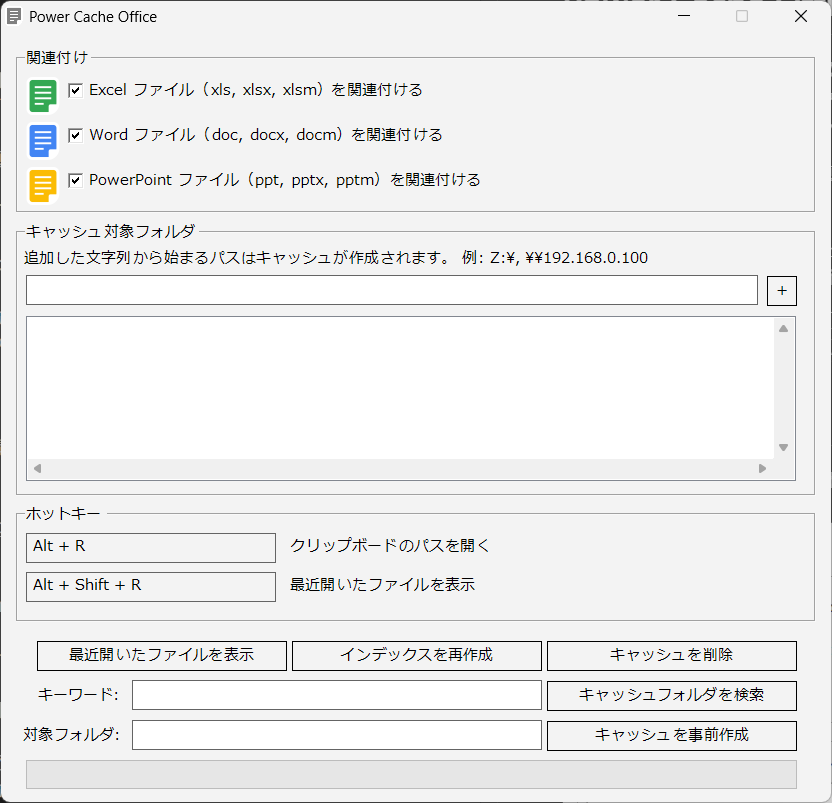 Power Cache Office
関連付け
Excel ファイル（xls, xlsx, xlsm）を関連付ける
Word ファイル（doc, docx, docm）を関連付ける
PowerPoint ファイル（ppt, pptx, pptm）を関連付ける
キャッシュ対象フォルダ
追加した文字列から始まるパスはキャッシュが作成されます。 例: Z:¥, ¥¥192.168.0.100
+
ホットキー
Alt + R クリップボードのパスを開く
Alt + Shift + R 最近開いたファイルを表示
最近開いたファイルを表示 インデックスを再作成 キャッシュを削除
キーワード: キャッシュフォルダを検索
対象フォルダ: キャッシュを事前作成